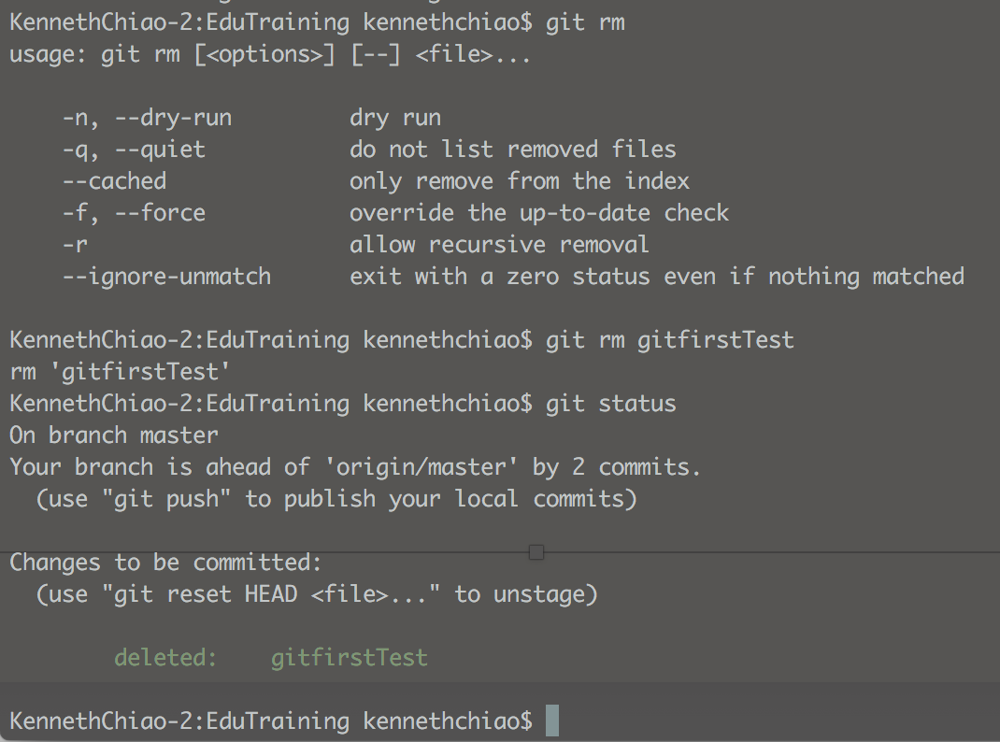 KennethChiao-2:EduTraining kennethchiao$ git rm
usage: git rm [<options>] [--] <file>...
-n, --dry-run dry run
-q, --quiet do not list removed files
--cached only remove from the index
-f, --force override the up-to-date check
-r allow recursive removal
--ignore-unmatch exit with a zero status even if nothing matched
KennethChiao-2:EduTraining kennethchiao$ git rm gitfirstTest
rm 'gitfirstTest'
KennethChiao-2:EduTraining kennethchiao$ git status
On branch master
Your branch is ahead of 'origin/master' by 2 commits.
(use "git push" to publish your local commits)
Changes to be committed:
(use "git reset HEAD <file>..." to unstage)
deleted: gitfirstTest
KennethChiao-2:EduTraining kennethchiao$